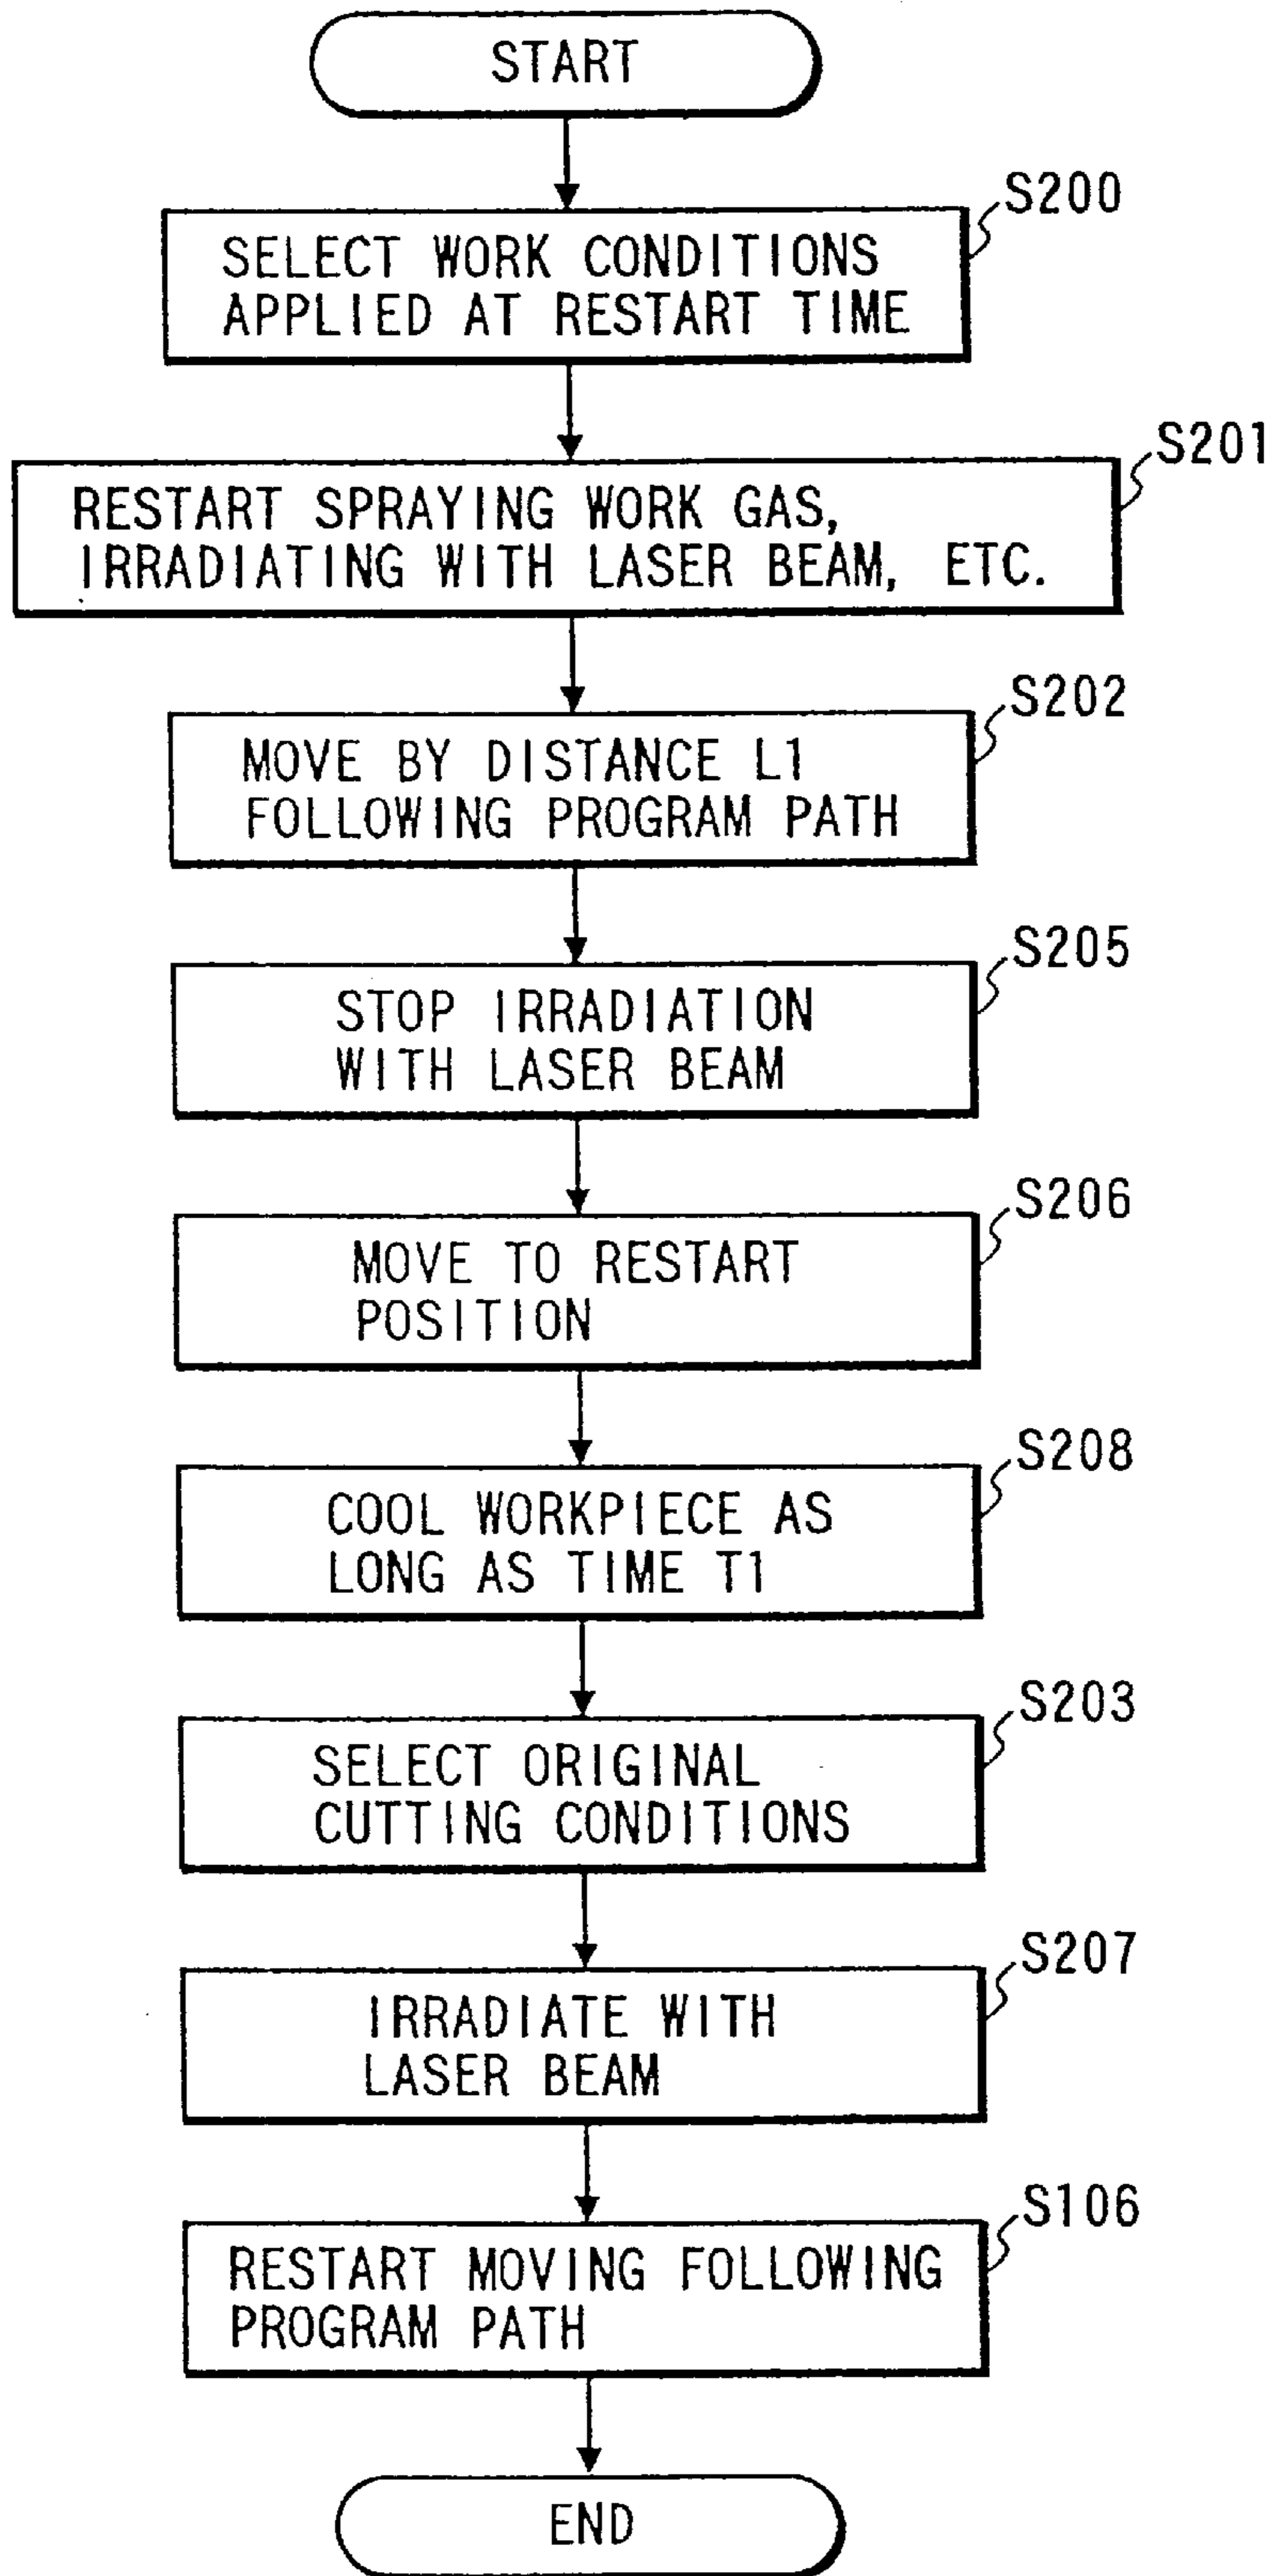 START
S200
SELECT WORK CONDITIONS
APPLIED AT RESTART TIME
S201
RESTART SPRAYING WORK GAS,
IRRADIATING WITH LASER BEAM, ETC.
S202
MOVE BY DISTANCE L1
FOLLOWING PROGRAM PATH
S205
STOP IRRADIATION
WITH LASER BEAM
S206
MOVE TO RESTART
POSITION
S208
COOL WORKPIECE AS
LONG AS TIME T1
S203
SELECT ORIGINAL
CUTTING CONDITIONS
S207
IRRADIATE WITH
LASER BEAM
S106
RESTART MOVING FOLLOWING
PROGRAM PATH
END